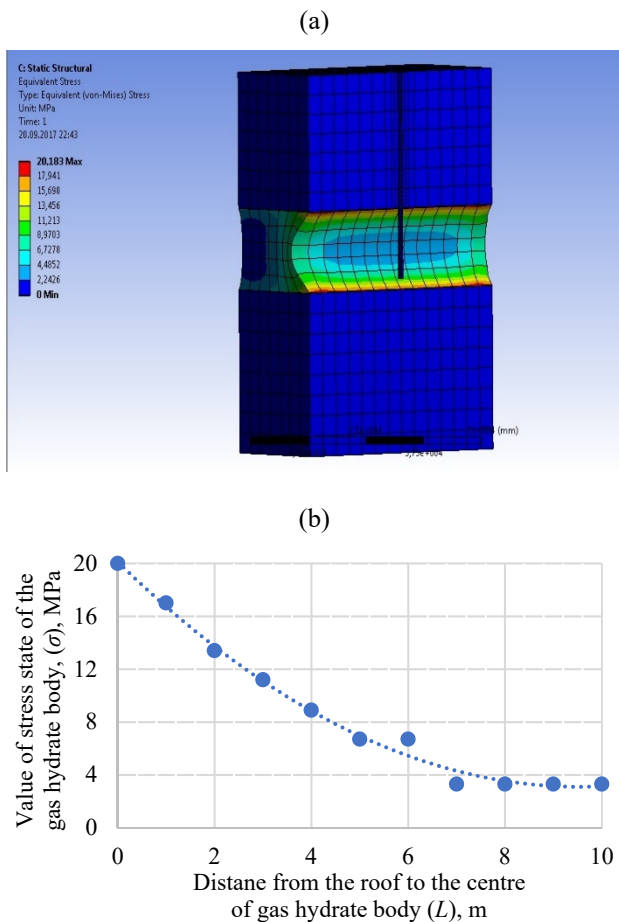 (a)
C: Static Structural
Equivalent Stress
Type: Equivalent (von-Mises) Stress
Unit: MPa
Time: 1
20.09.2017 22:43
20,183 Max
17,941
15,698
13,456
11,213
8,9703
6,7278
4,4852
2,2426
0 Min
(mm)
(b)
Value of stress state of the
gas hydrate body, (σ), MPa
20
16
12
8
4
0
0 2 4 6 8 10
Distane from the roof to the centre
of gas hydrate body (L), m